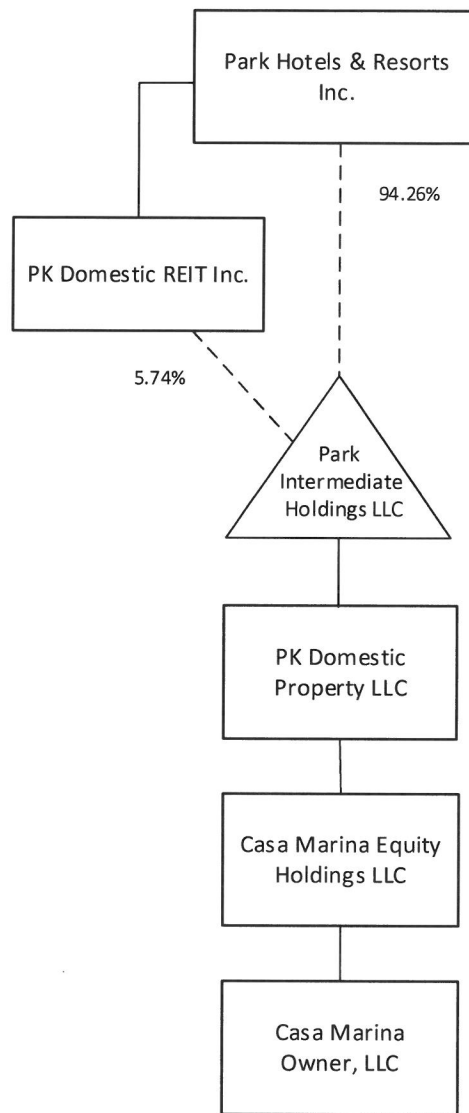 Park Hotels & Resorts
Inc.
94.26%
PK Domestic REIT Inc.
5.74%
Park
Intermediate
Holdings LLC
PK Domestic
Property LLC
Casa Marina Equity
Holdings LLC
Casa Marina
Owner, LLC